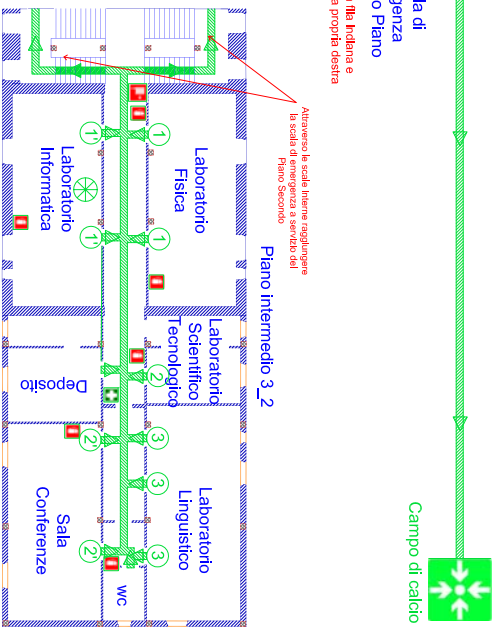 Campo di calcio
la di
genza
o Piano
fila Indiana e
a propria destra
Attraverso le scale Interne raggiungere
la scala di emergenza a servizio del
Piano Secondo
Piano intermedio 3_2
Laboratorio
Fisica
Laboratorio
Scientifico
Tecnologico
Laboratorio
Linguistico
1
1
2
3
3
3
wc
1'
1'
2'
2'
Laboratorio
Informatica
Deposito
Sala
Conferenze